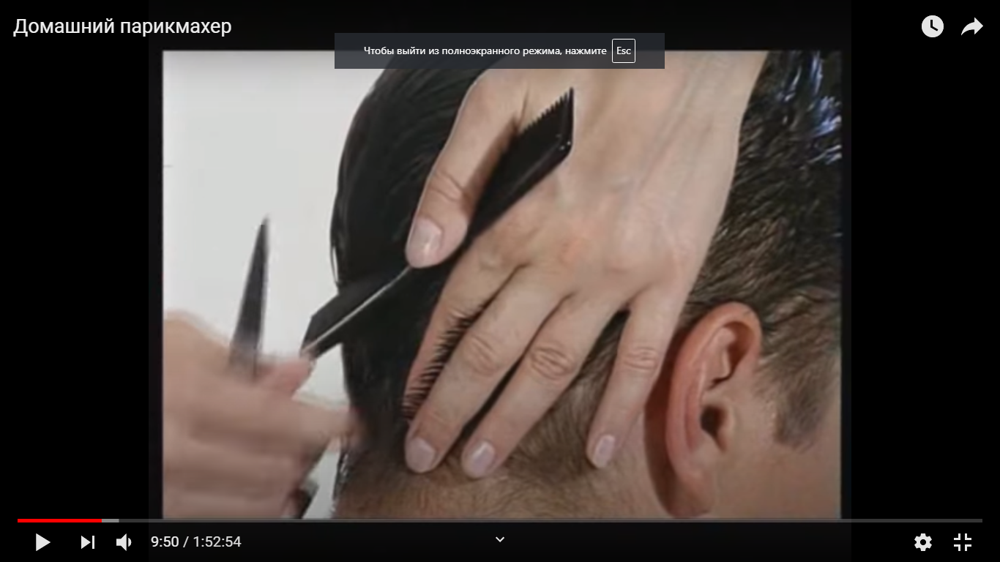 Домашний парикмахер
Чтобы выйти из полноэкранного режима, нажмите Esc
9:50 / 1:52:54